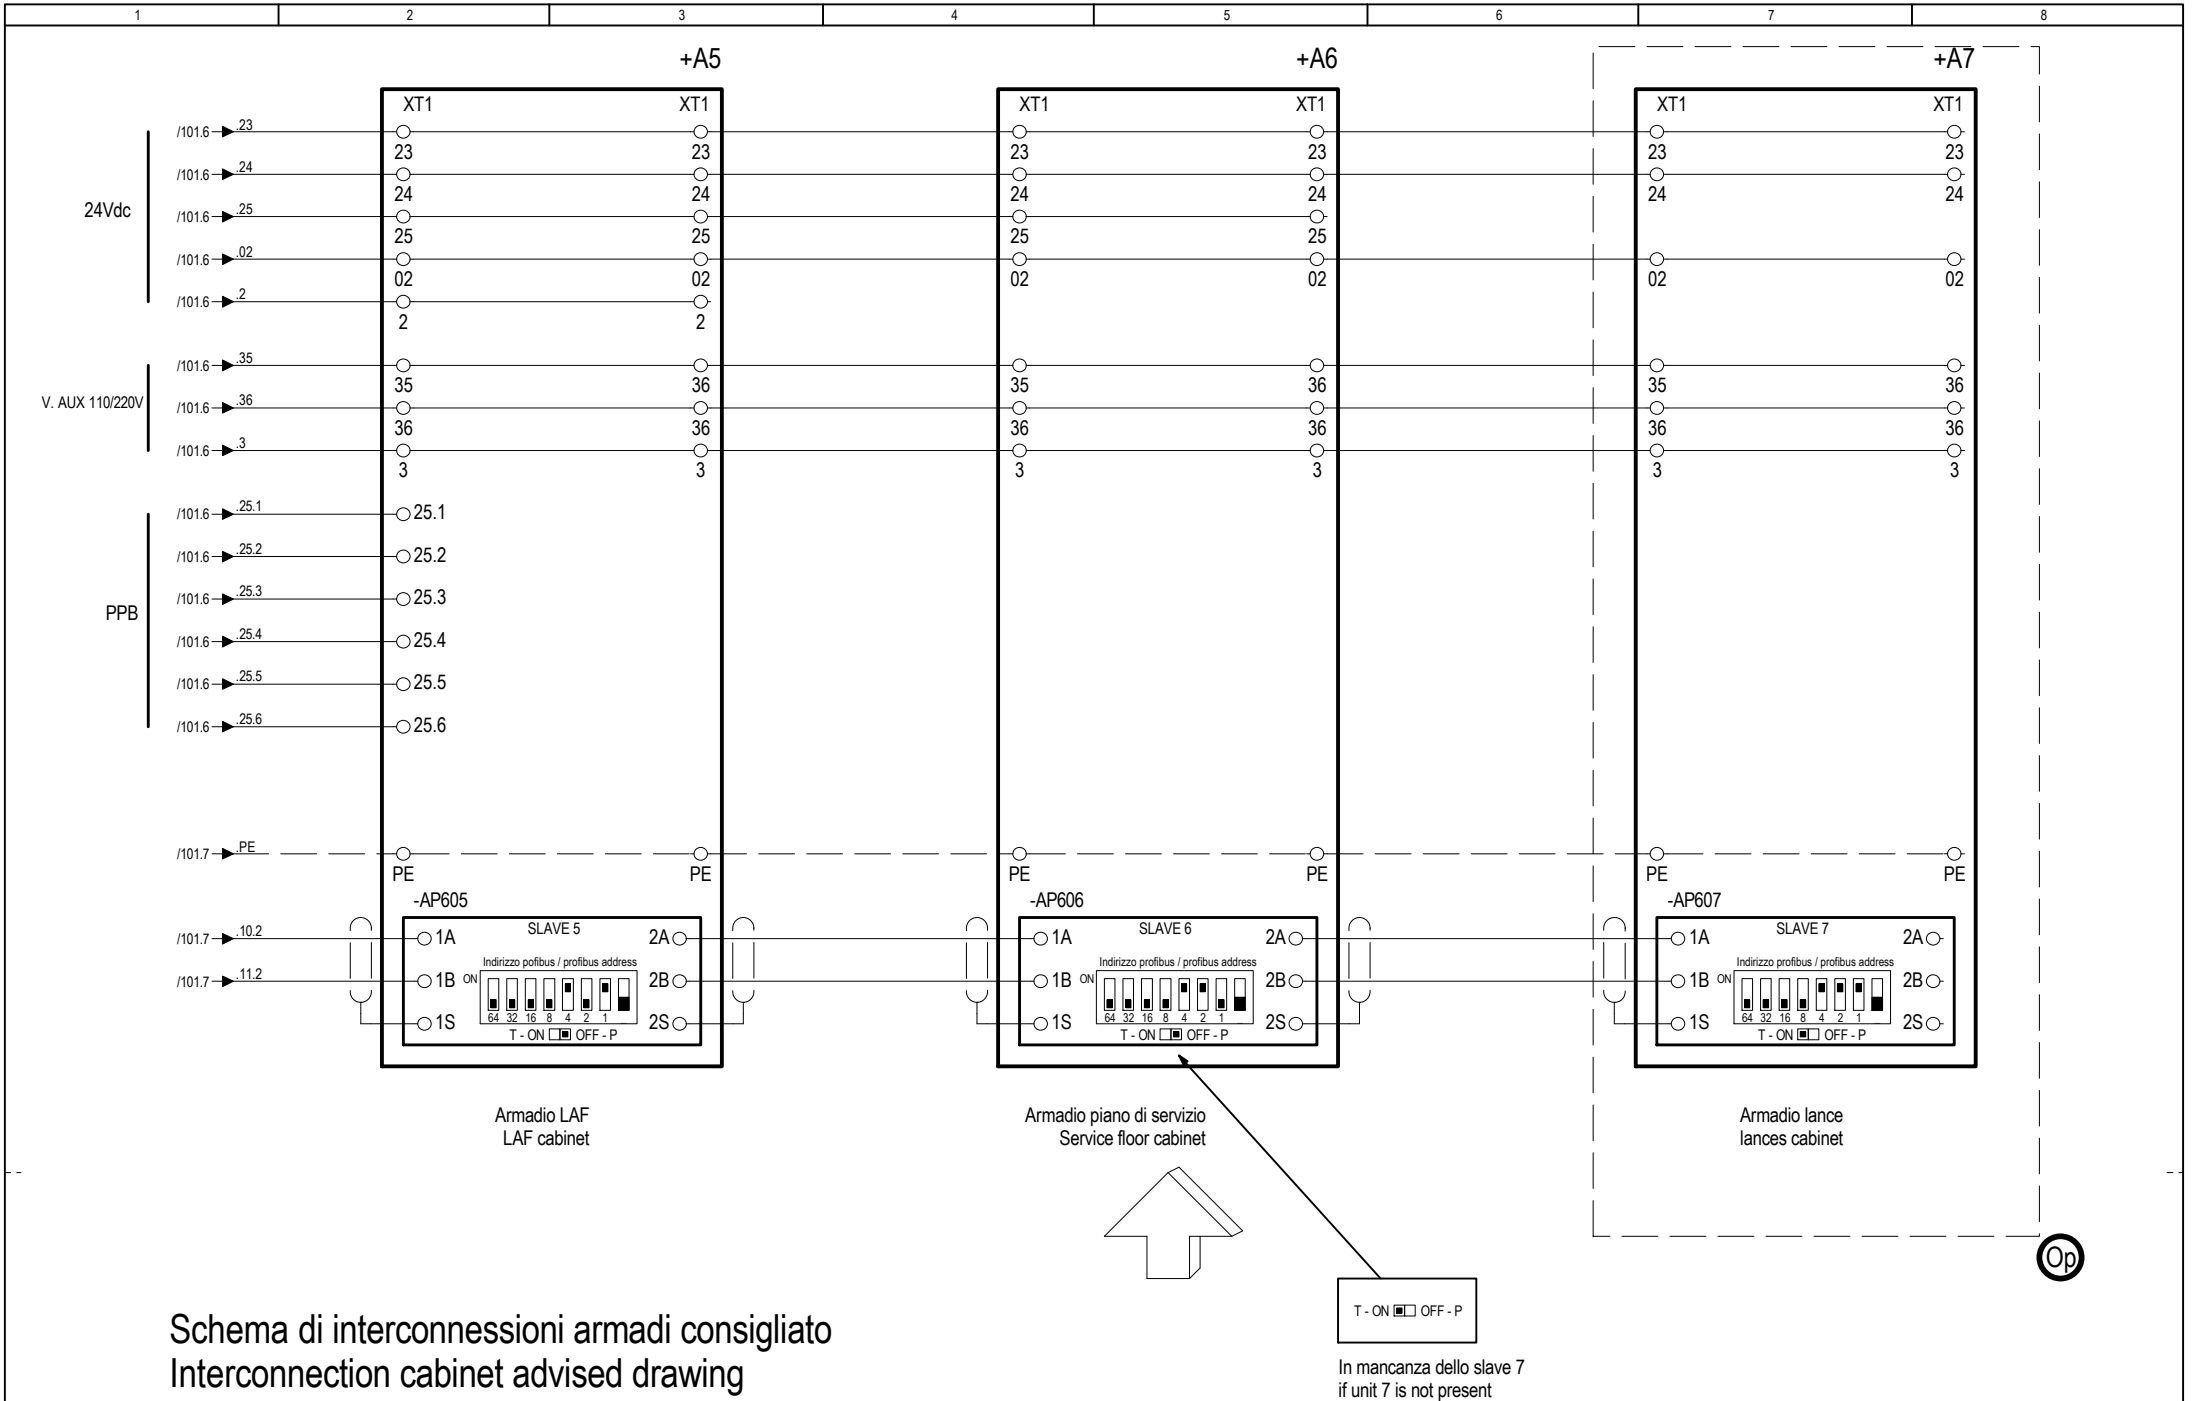 1 2 3 4 5 6 7 8
+A5 +A6 +A7
XT1 XT1 XT1 XT1 XT1 XT1
/101.6 .23
23 23 23 23 23 23
/101.6 .24
24 24 24 24 24 24
24Vdc
/101.6 .25
25 25 25 25
/101.6 .02
02 02 02 02 02 02
/101.6 .2
2 2
/101.6 .35
35 36 35 36 35 36
V. AUX 110/220V
/101.6 .36
36 36 36 36 36 36
/101.6 .3
3 3 3 3 3 3
/101.6 .25.1 25.1
/101.6 .25.2 25.2
/101.6 .25.3 25.3
PPB
/101.6 .25.4 25.4
/101.6 .25.5 25.5
/101.6 .25.6 25.6
/101.7 .PE
PE PE PE PE PE PE
-AP605 -AP606 -AP607
SLAVE 5 SLAVE 6 SLAVE 7
/101.7 .10.2 1A 2A 1A 2A 1A 2A
Indirizzo pofibus / profibus address Indirizzo profibus / profibus address Indirizzo profibus / profibus address
/101.7 .11.2 1B ON 2B 1B ON 2B 1B ON 2B
64 32 16 8 4 2 1 64 32 16 8 4 2 1 64 32 16 8 4 2 1
1S 2S 1S 2S 1S 2S
T - ON OFF - P T - ON OFF - P T - ON OFF - P
Armadio LAF
LAF cabinet
Armadio piano di servizio
Service floor cabinet
Armadio lance
lances cabinet
Op
T - ON OFF - P
In mancanza dello slave 7
if unit 7 is not present
Schema di interconnessioni armadi consigliato
Interconnection cabinet advised drawing